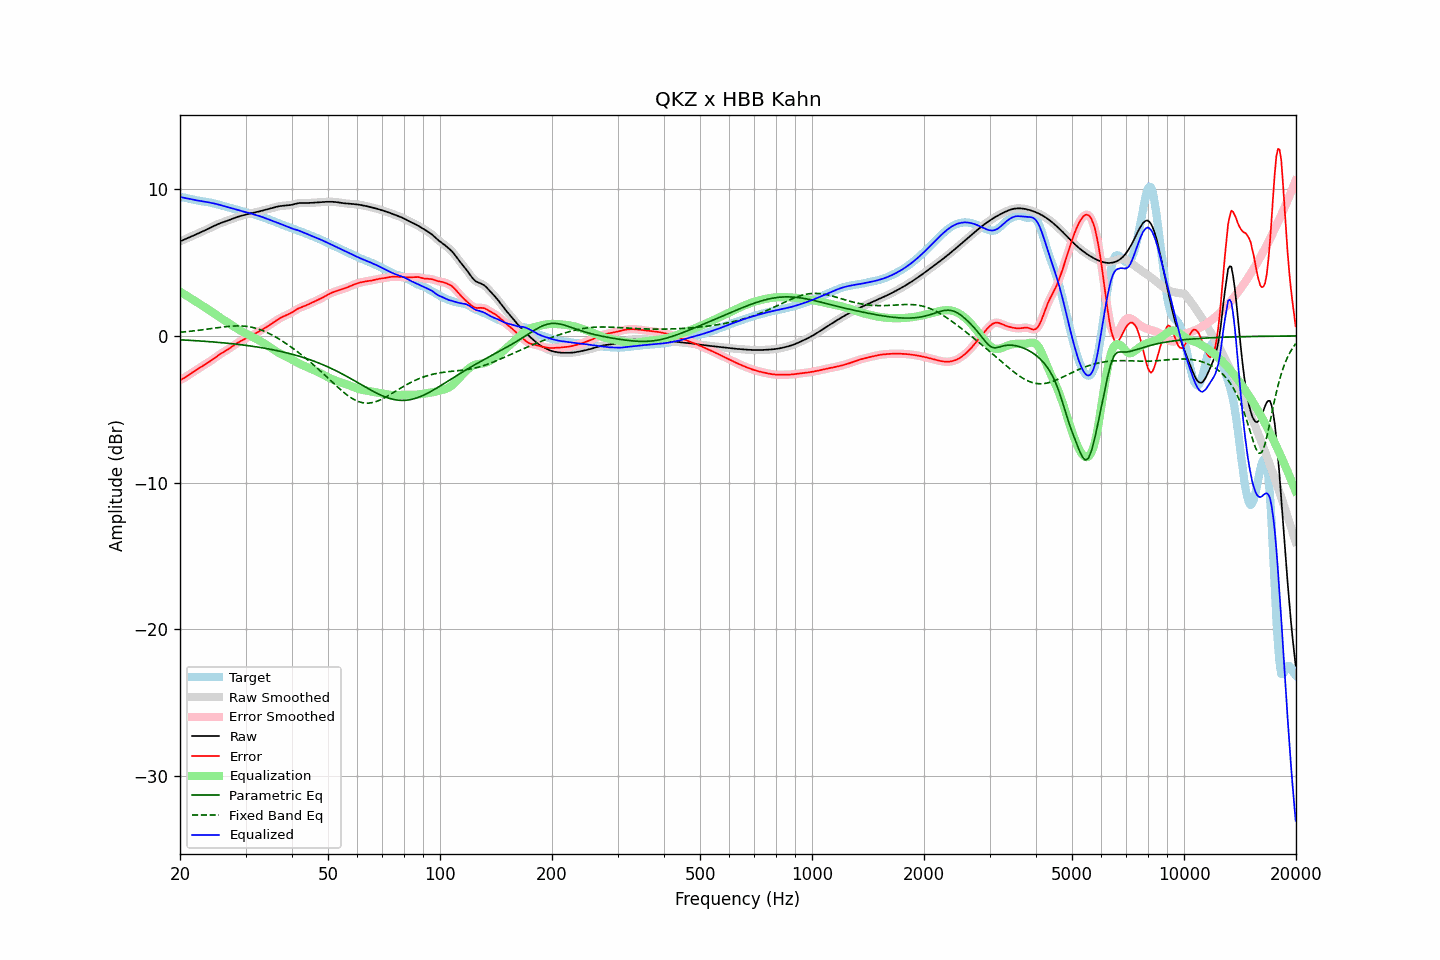 QKZ x HBB Kahn
10
0
−10
−20
−30
Amplitude (dBr)
Target
Raw Smoothed
Error Smoothed
Raw
Error
Equalization
Parametric Eq
Fixed Band Eq
Equalized
20 50 100 200 500 1000 2000 5000 10000 20000
Frequency (Hz)